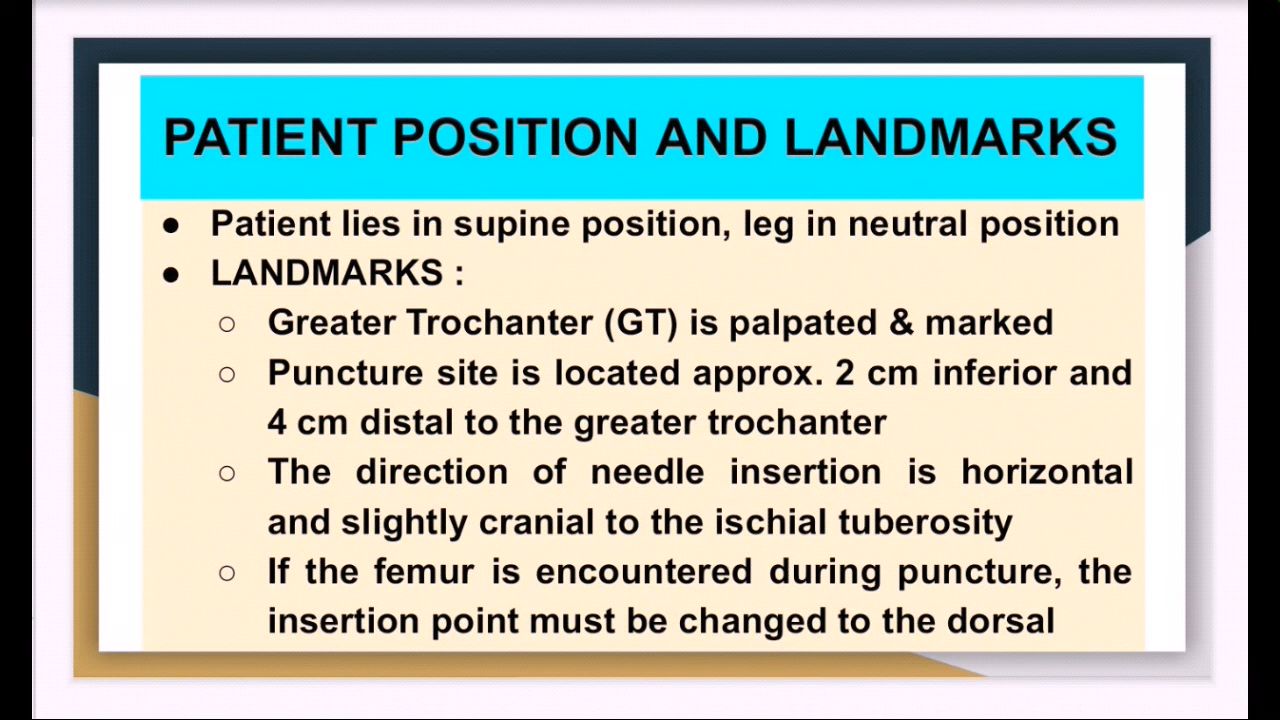 PATIENT POSITION AND LANDMARKS
● Patient lies in supine position, leg in neutral position
● LANDMARKS :
○ Greater Trochanter (GT) is palpated & marked
○ Puncture site is located approx. 2 cm inferior and
4 cm distal to the greater trochanter
○ The direction of needle insertion is horizontal
and slightly cranial to the ischial tuberosity
○ If the femur is encountered during puncture, the
insertion point must be changed to the dorsal